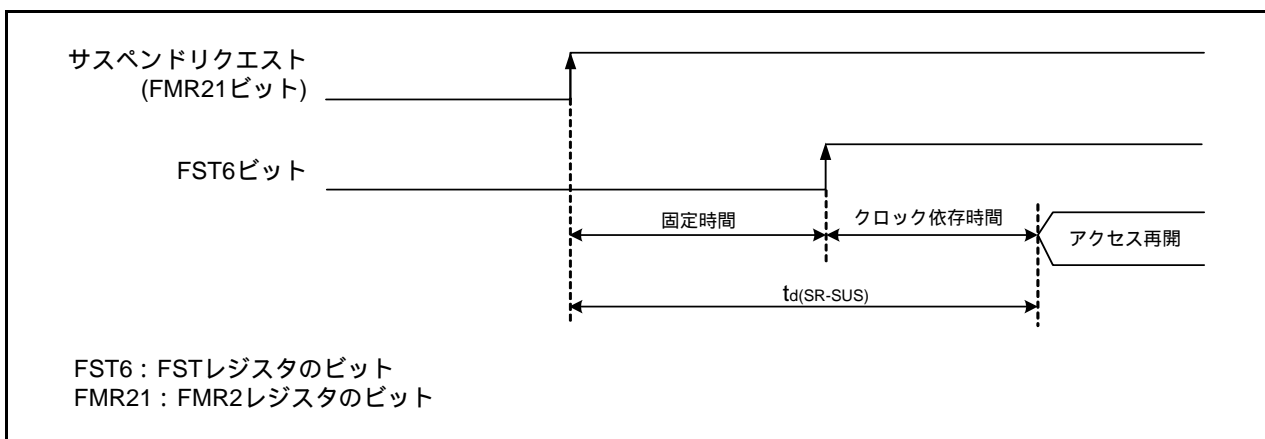 サスペンドリクエスト
(FMR21ビット)
FST6ビット
固定時間
クロック依存時間
アクセス再開
td(SR-SUS)
FST6：FSTレジスタのビット
FMR21：FMR2レジスタのビット